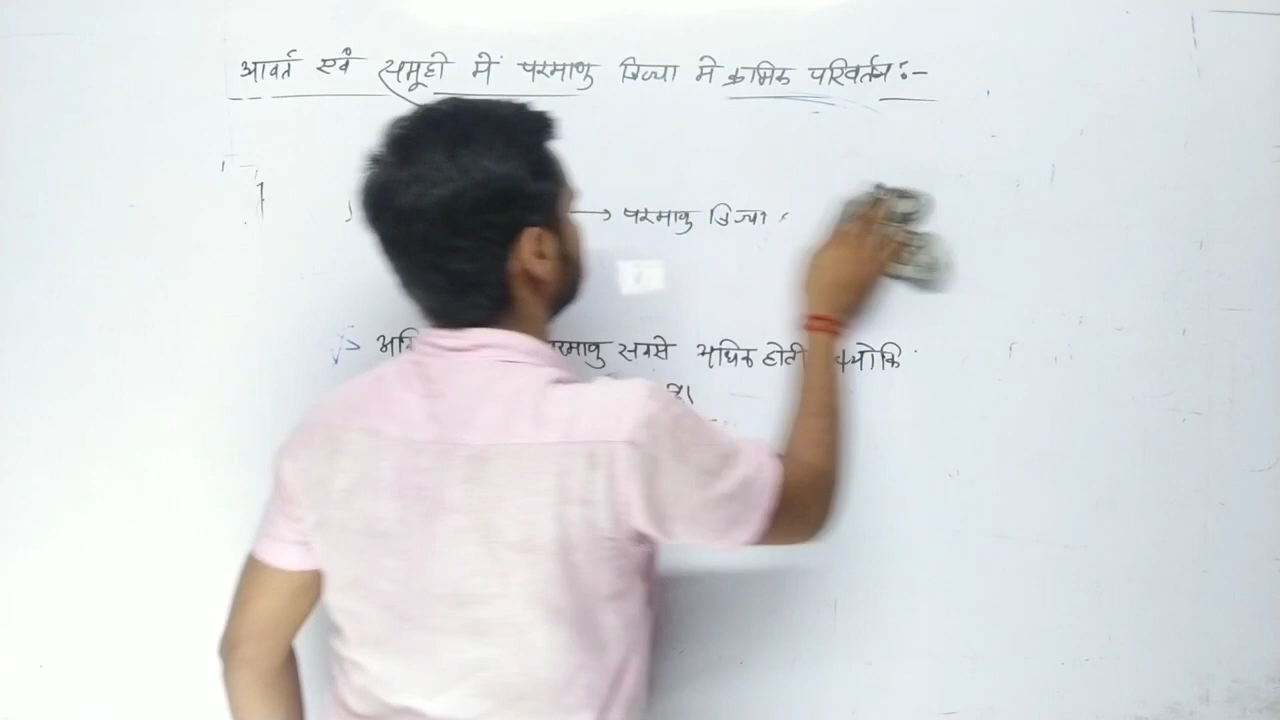 आवर्त एवं समूहो में परमाणु त्रिज्या मे क्रमिक परिवर्तन :-
→ परमाणु त्रिज्या
सबसे अधिक होती क्योकि